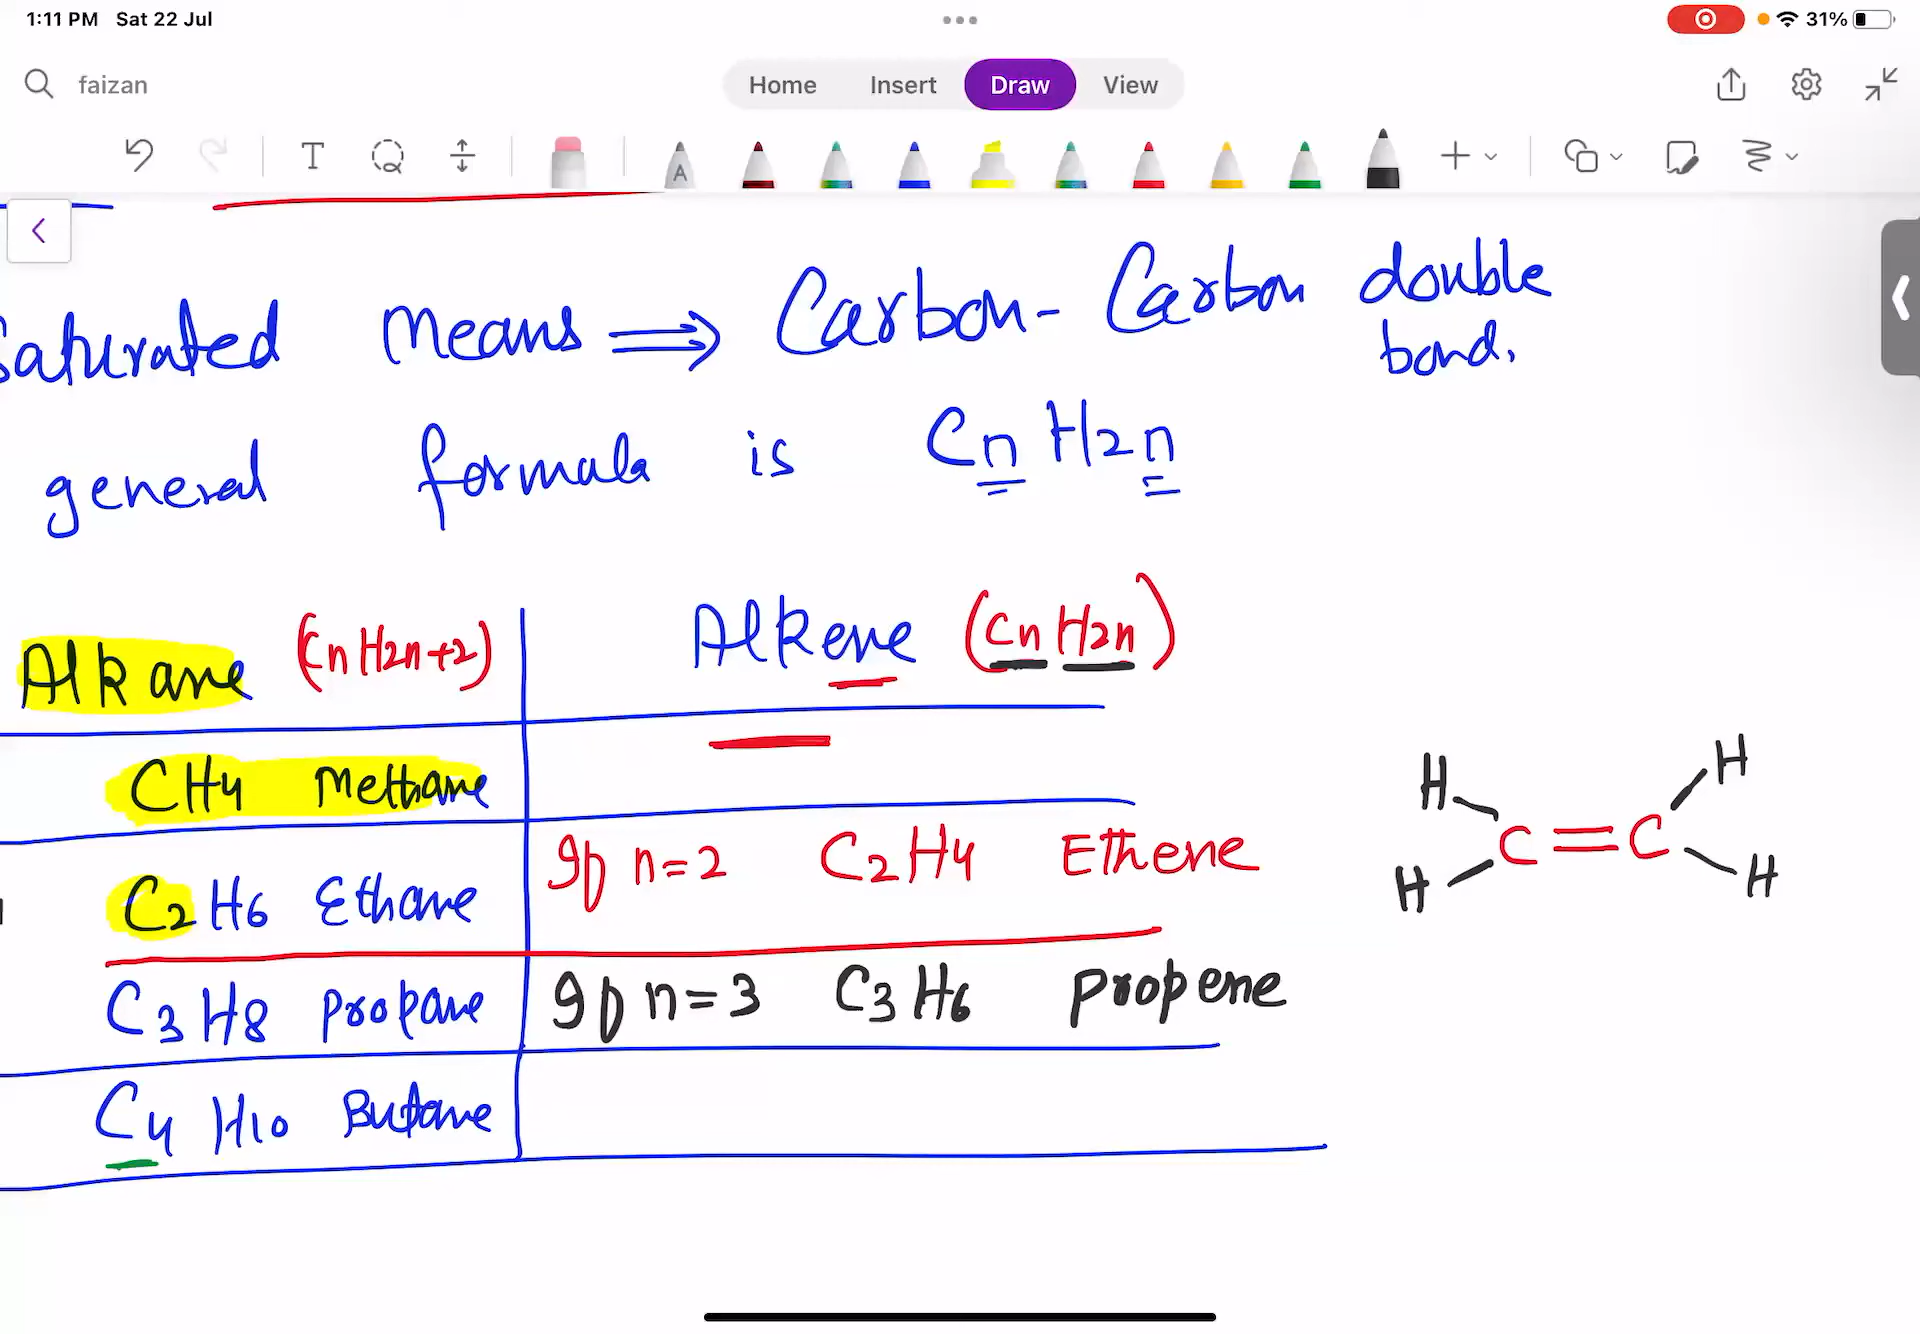 1:11 PM Sat 22 Jul
31%
faizan
Home Insert Draw View
T A
saturated means ⇒ Carbon-Carbon double
bond.
general formula is CnH2n
Alkane (CnH2n+2) Alkene (CnH2n)
CH4 Methane
C2H6 Ethane If n=2 C2H4 Ethene
C3H8 Propane If n=3 C3H6 propene
C4H10 Butane
H H
C=C
H H